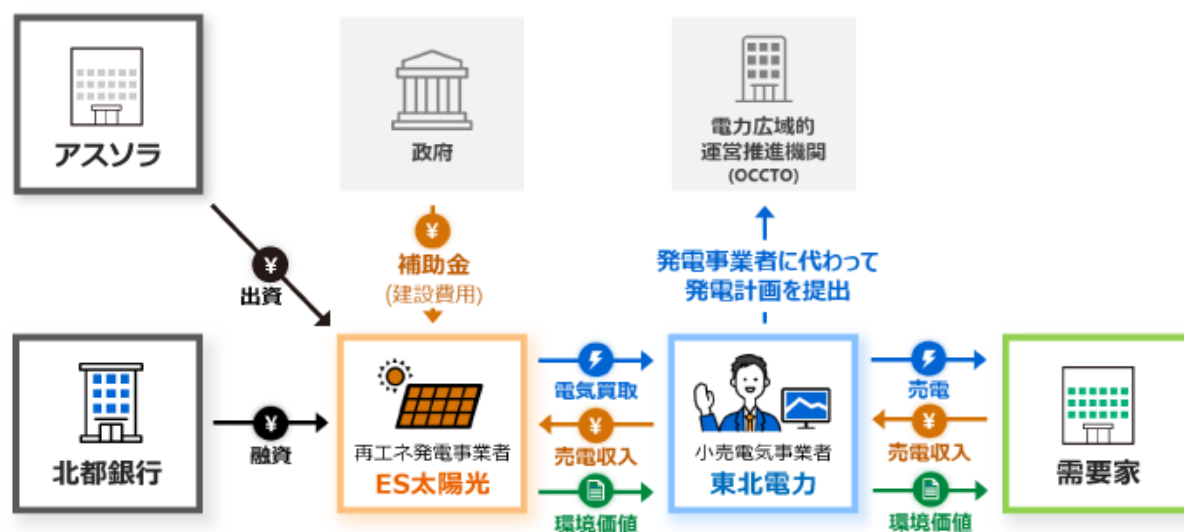 アスソラ
政府
電力広域的
運営推進機関
(OCCTO)
¥
出資
¥
補助金
(建設費用)
発電事業者に代わって
発電計画を提出
北都銀行
¥
融資
再エネ発電事業者
ES太陽光
電気買取
¥
売電収入
環境価値
小売電気事業者
東北電力
売電
¥
売電収入
環境価値
需要家